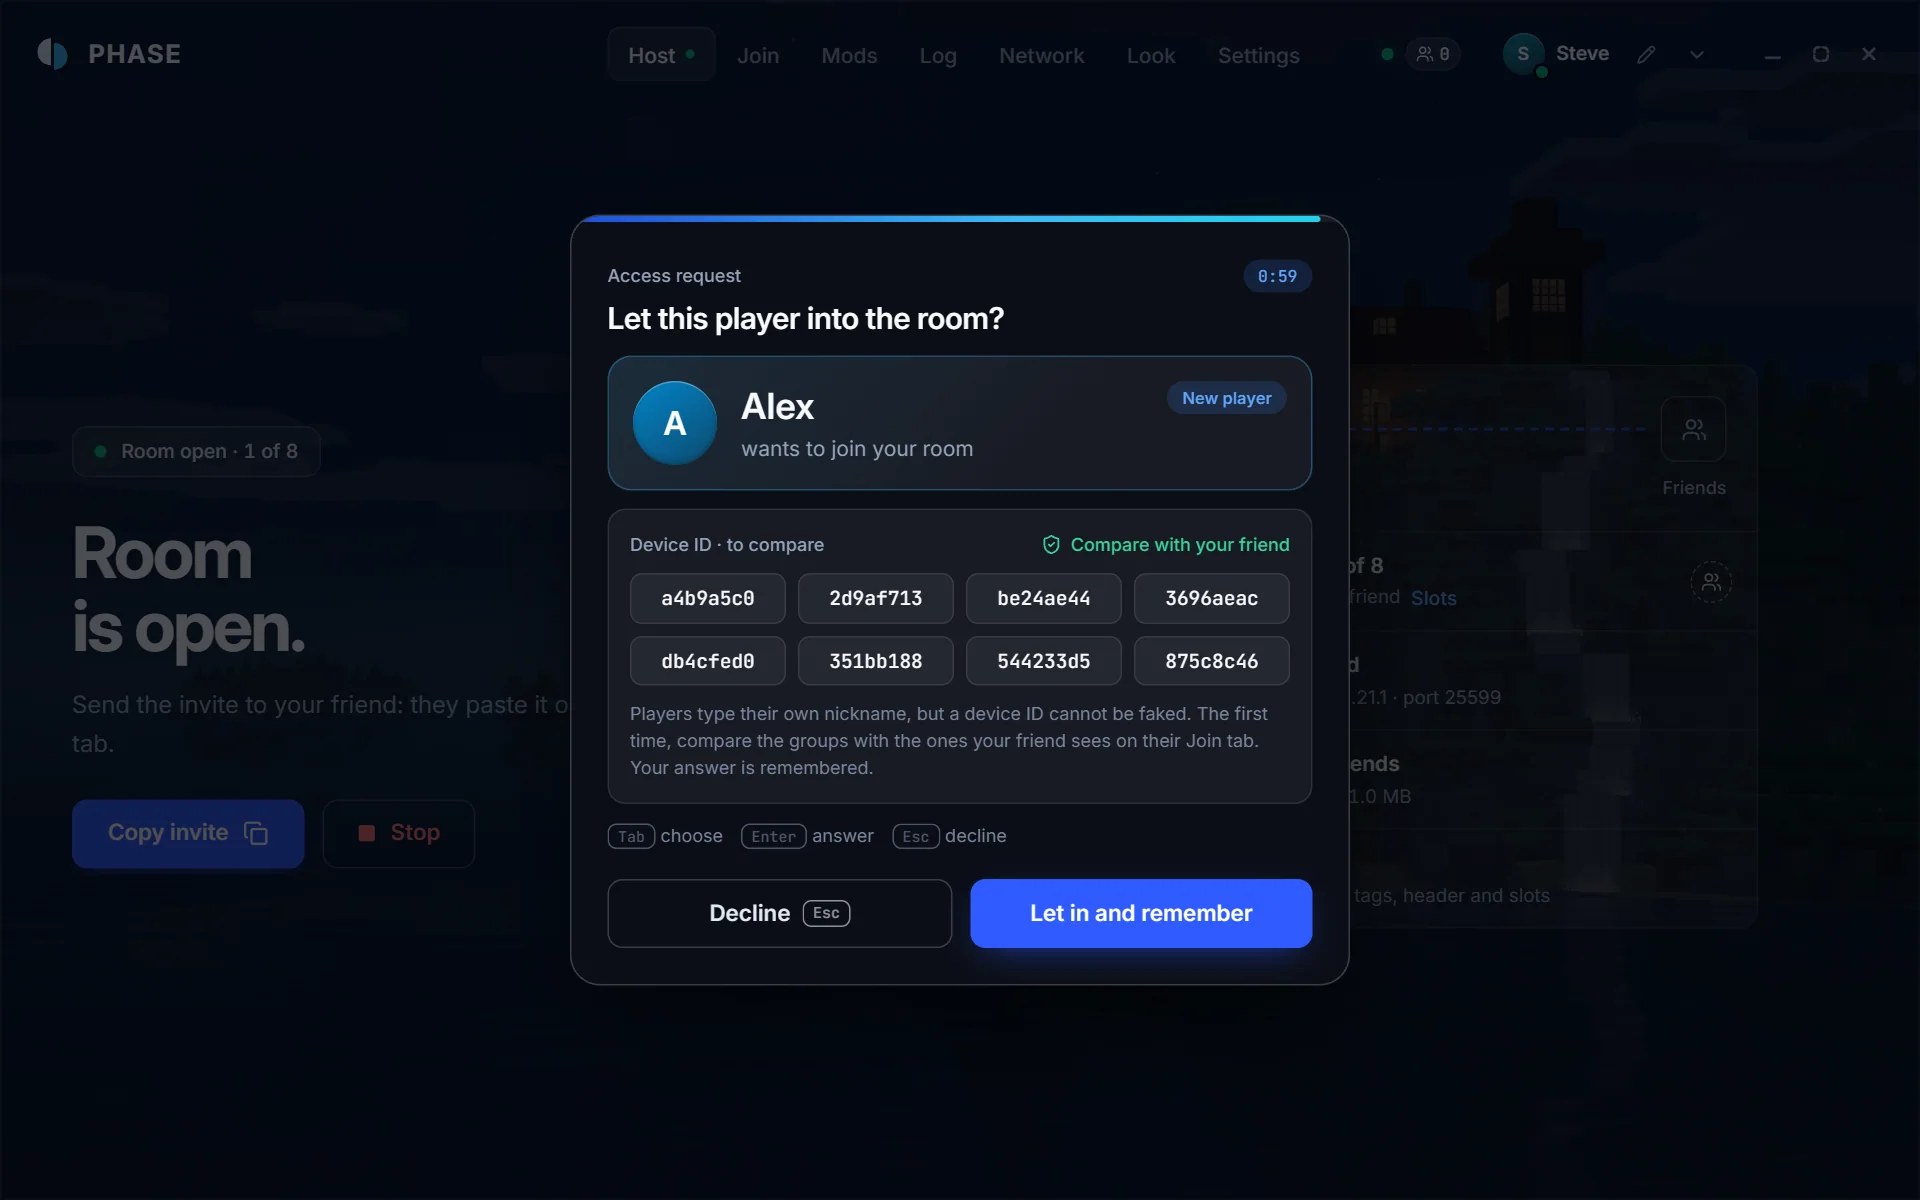 PHASE
Host
Join
Mods
Log
Network
Look
Settings
0
S
Steve
Access request
0:59
Let this player into the room?
A
Alex
wants to join your room
New player
Device ID · to compare
Compare with your friend
a4b9a5c0 2d9af713 be24ae44 3696aeac
db4cfed0 351bb188 544233d5 875c8c46
Players type their own nickname, but a device ID cannot be faked. The first
time, compare the groups with the ones your friend sees on their Join tab.
Your answer is remembered.
Tab choose Enter answer Esc decline
Decline Esc
Let in and remember
Room open · 1 of 8
Room
is open.
Send the invite to your friend: they paste it o
tab.
Copy invite
Stop
Friends
of 8
friend Slots
d
.21.1 · port 25599
ends
1.0 MB
tags, header and slots